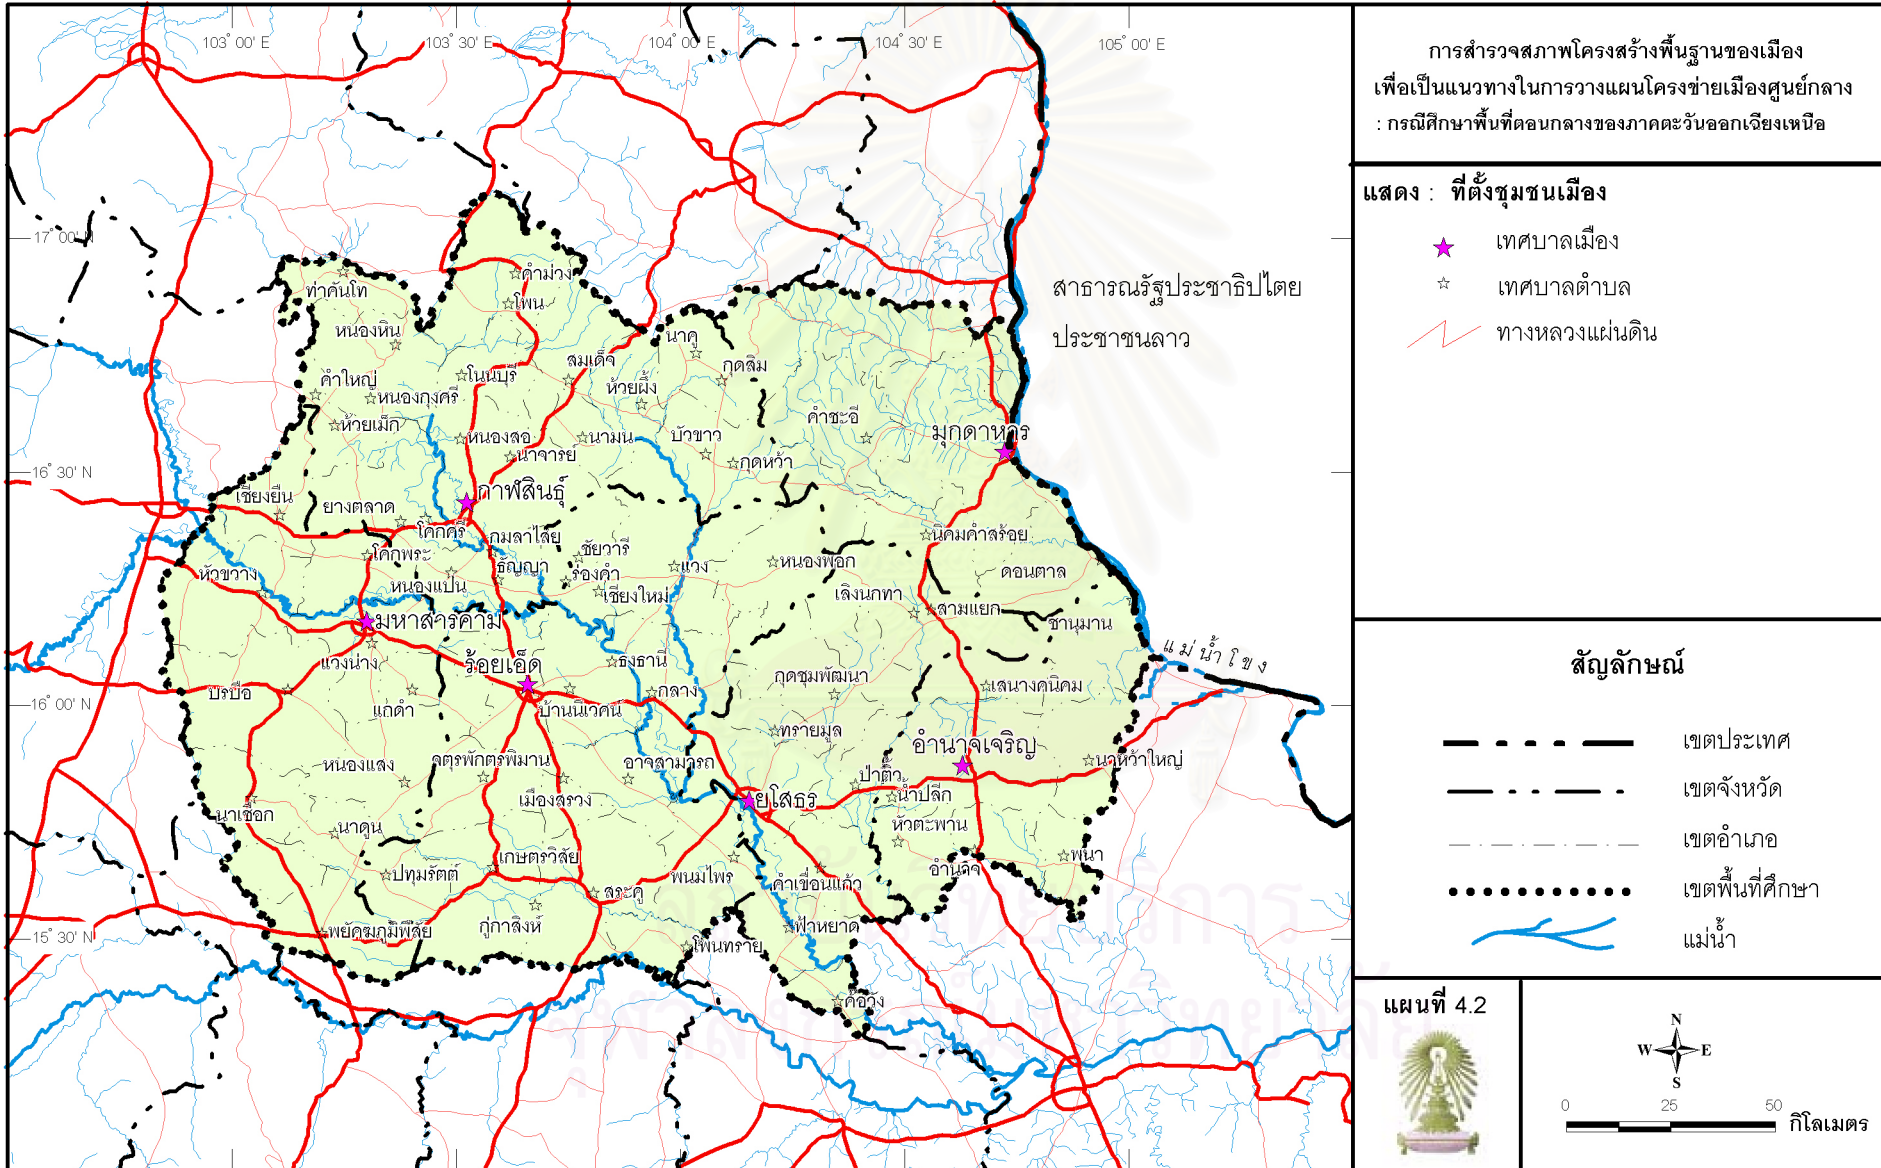 103° 00' E
103° 30' E
104° 00' E
104° 30' E
105° 00' E
17° 00' N
16° 30' N
16° 00' N
15° 30' N
การสำรวจสภาพโครงสร้างพื้นฐานของเมือง
เพื่อเป็นแนวทางในการวางแผนโครงข่ายเมืองศูนย์กลาง
: กรณีศึกษาพื้นที่ตอนกลางของภาคตะวันออกเฉียงเหนือ
แสดง : ที่ตั้งชุมชนเมือง
เทศบาลเมือง
เทศบาลตำบล
ทางหลวงแผ่นดิน
สัญลักษณ์
เขตประเทศ
เขตจังหวัด
เขตอำเภอ
เขตพื้นที่ศึกษา
แม่น้ำ
แผนที่ 4.2
N
W
E
S
0
25
50
กิโลเมตร
สาธารณรัฐประชาธิปไตย
ประชาชนลาว
แม่น้ำโขง
ท่าคันโท
คำม่วง
โพน
หนองหิน
นาคู
สมเด็จ
กุดสิม
คำใหญ่
โนนบุรี
ห้วยผึ้ง
หนองกุงศรี
คำชะอี
ห้วยเม็ก
หนองสอ
นามน
บัวขาว
มุกดาหาร
นาจารย์
กุดหว้า
เชียงยืน
กาฬสินธุ์
ยางตลาด
โคกศรี
กมลาไสย
นิคมคำสร้อย
โคกพระ
ชัยวารี
หัวขวาง
หนองแปน
ธัญญา
ร่องคำ
แวง
หนองพอก
ดอนตาล
เชียงใหม่
เลิงนกทา
สามแยก
มหาสารคาม
ชานุมาน
แวงน่าง
ร้อยเอ็ด
ธงธานี
บรบือ
แกดำ
บ้านนิเวศน์
กลาง
กุดชุมพัฒนา
เสนางคนิคม
ทรายมูล
อำนาจเจริญ
หนองแสง
จตุรพักตรพิมาน
อาจสามารถ
ป่าติ้ว
นาหว้าใหญ่
นาเชือก
เมืองสรวง
ยโสธร
น้ำปลีก
นาดูน
หัวตะพาน
ปทุมรัตต์
เกษตรวิสัย
พนมไพร
คำเขื่อนแก้ว
อำนาจ
พนา
สระคู
พยัคฆภูมิพิสัย
กู่กาสิงห์
โพนทราย
ฟ้าหยาด
ค้อวัง